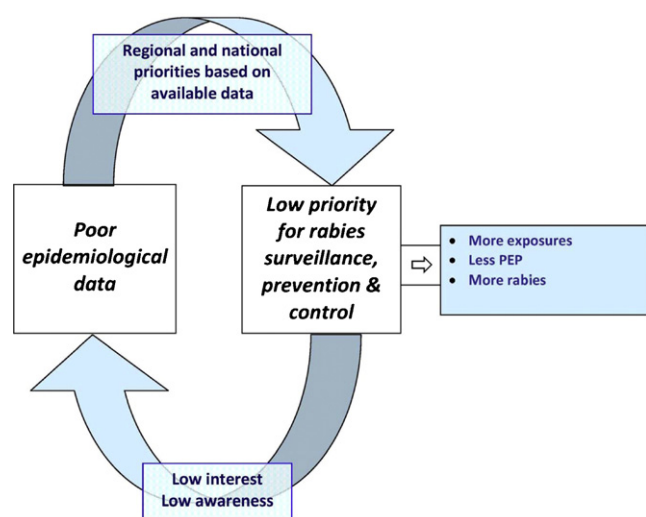 Regional and national
priorities based on
available data
Poor
epidemiological
data
Low priority
for rabies
surveillance,
prevention &
control
• More exposures
• Less PEP
• More rabies
Low interest
Low awareness